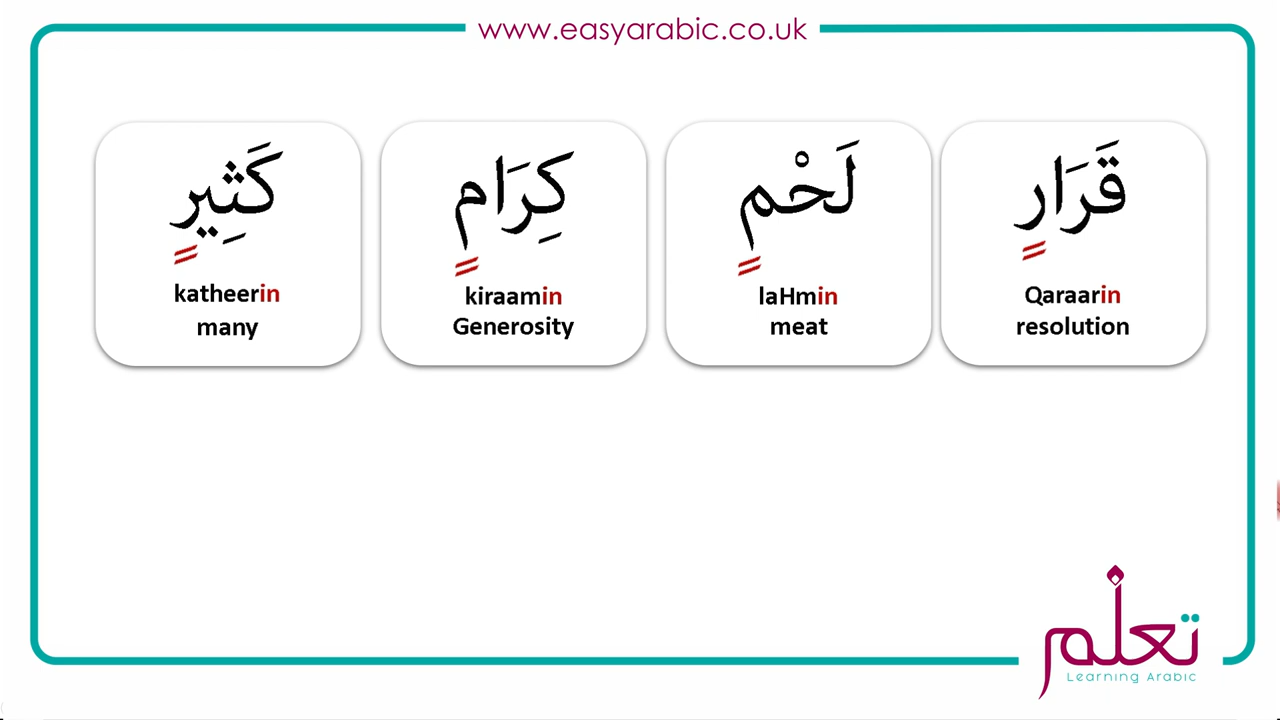 www.easyarabic.co.uk
قَرَارٍ
Qaraarin
resolution
لَحْمٍ
laHmin
meat
كِرَامٍ
kiraamin
Generosity
كَثِيرٍ
katheerin
many
تعلم
Learning Arabic